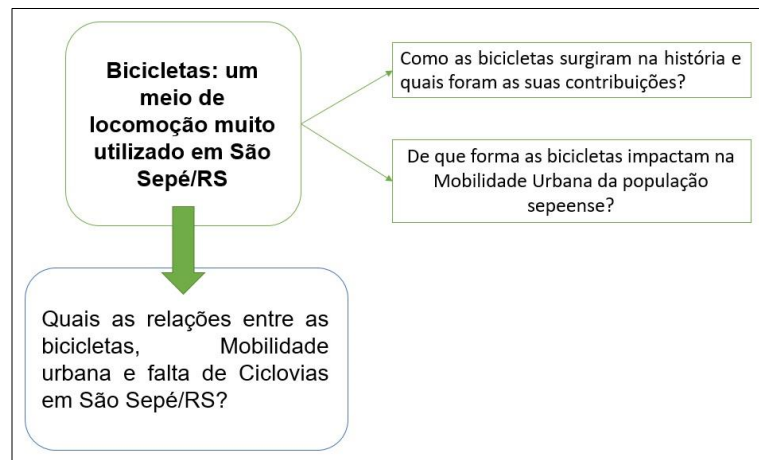 Bicicletas: um
meio de
locomoção muito
utilizado em São
Sepé/RS
Como as bicicletas surgiram na história e
quais foram as suas contribuições?
De que forma as bicicletas impactam na
Mobilidade Urbana da população
sepeense?
Quais as relações entre as
bicicletas, Mobilidade
urbana e falta de Ciclovias
em São Sepé/RS?